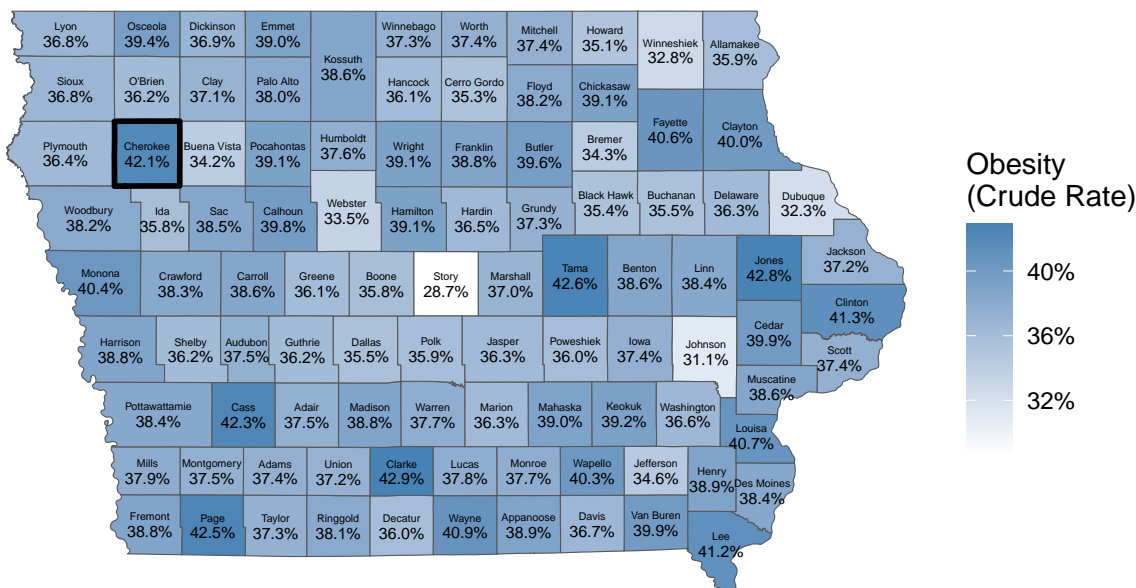 Lyon
36.8%
Osceola
39.4%
Dickinson
36.9%
Emmet
39.0%
Kossuth
38.6%
Winnebago
37.3%
Worth
37.4%
Mitchell
37.4%
Howard
35.1%
Winneshiek
32.8%
Allamakee
35.9%
Sioux
36.8%
O'Brien
36.2%
Clay
37.1%
Palo Alto
38.0%
Hancock
36.1%
Cerro Gordo
35.3%
Floyd
38.2%
Chickasaw
39.1%
Fayette
40.6%
Clayton
40.0%
Plymouth
36.4%
Cherokee
42.1%
Buena Vista
34.2%
Pocahontas
39.1%
Humboldt
37.6%
Wright
39.1%
Franklin
38.8%
Butler
39.6%
Bremer
34.3%
Woodbury
38.2%
Ida
35.8%
Sac
38.5%
Calhoun
39.8%
Webster
33.5%
Hamilton
39.1%
Hardin
36.5%
Grundy
37.3%
Black Hawk
35.4%
Buchanan
35.5%
Delaware
36.3%
Dubuque
32.3%
Monona
40.4%
Crawford
38.3%
Carroll
38.6%
Greene
36.1%
Boone
35.8%
Story
28.7%
Marshall
37.0%
Tama
42.6%
Benton
38.6%
Linn
38.4%
Jones
42.8%
Jackson
37.2%
Clinton
41.3%
Harrison
38.8%
Shelby
36.2%
Audubon
37.5%
Guthrie
36.2%
Dallas
35.5%
Polk
35.9%
Jasper
36.3%
Poweshiek
36.0%
Iowa
37.4%
Johnson
31.1%
Cedar
39.9%
Scott
37.4%
Muscatine
38.6%
Pottawattamie
38.4%
Cass
42.3%
Adair
37.5%
Madison
38.8%
Warren
37.7%
Marion
36.3%
Mahaska
39.0%
Keokuk
39.2%
Washington
36.6%
Louisa
40.7%
Mills
37.9%
Montgomery
37.5%
Adams
37.4%
Union
37.2%
Clarke
42.9%
Lucas
37.8%
Monroe
37.7%
Wapello
40.3%
Jefferson
34.6%
Henry
38.9%
Des Moines
38.4%
Fremont
38.8%
Page
42.5%
Taylor
37.3%
Ringgold
38.1%
Decatur
36.0%
Wayne
40.9%
Appanoose
38.9%
Davis
36.7%
Van Buren
39.9%
Lee
41.2%
Obesity
(Crude Rate)
40%
36%
32%